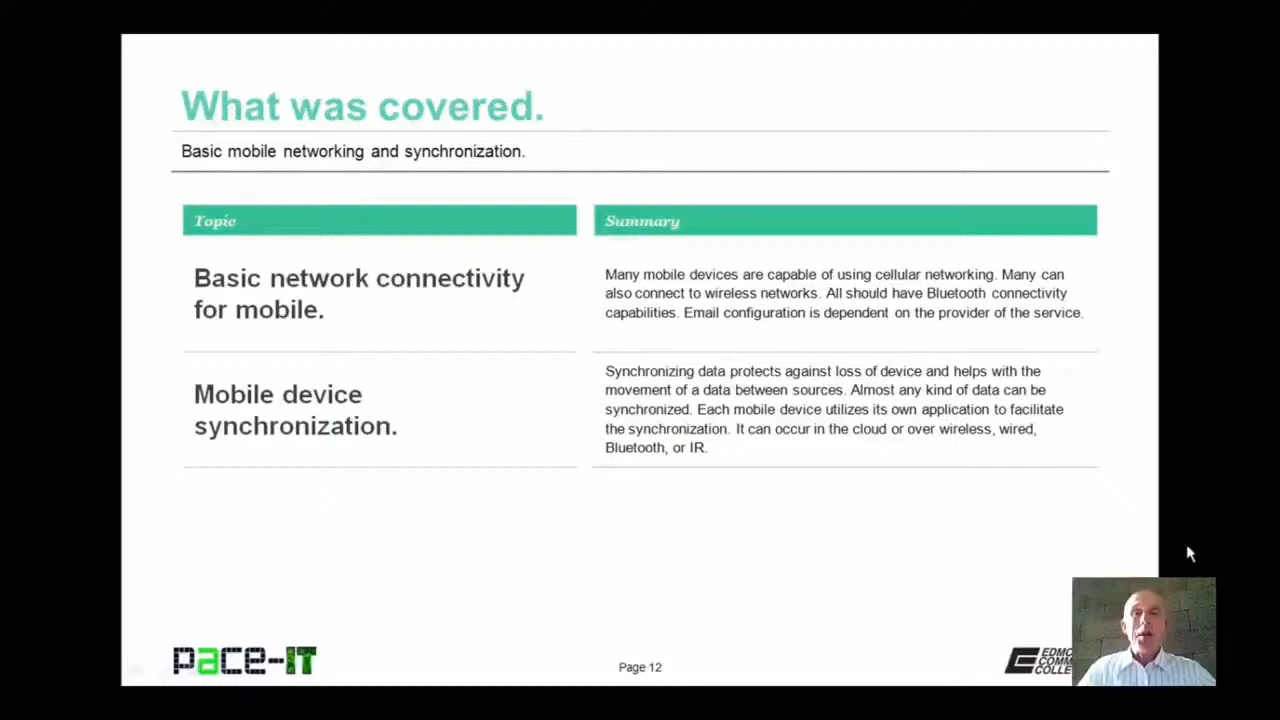 What was covered.
Basic mobile networking and synchronization.
Topic
Summary
Basic network connectivity
for mobile.
Many mobile devices are capable of using cellular networking. Many can
also connect to wireless networks. All should have Bluetooth connectivity
capabilities. Email configuration is dependent on the provider of the service.
Mobile device
synchronization.
Synchronizing data protects against loss of device and helps with the
movement of a data between sources. Almost any kind of data can be
synchronized. Each mobile device utilizes its own application to facilitate
the synchronization. It can occur in the cloud or over wireless, wired,
Bluetooth, or IR.
pace-IT
Page 12